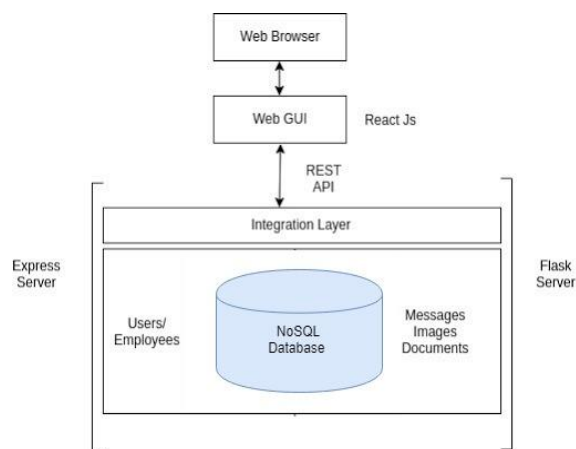 Web Browser
Web GUI
React Js
REST
API
Integration Layer
Express
Server
Flask
Server
Users/
Employees
NoSQL
Database
Messages
Images
Documents